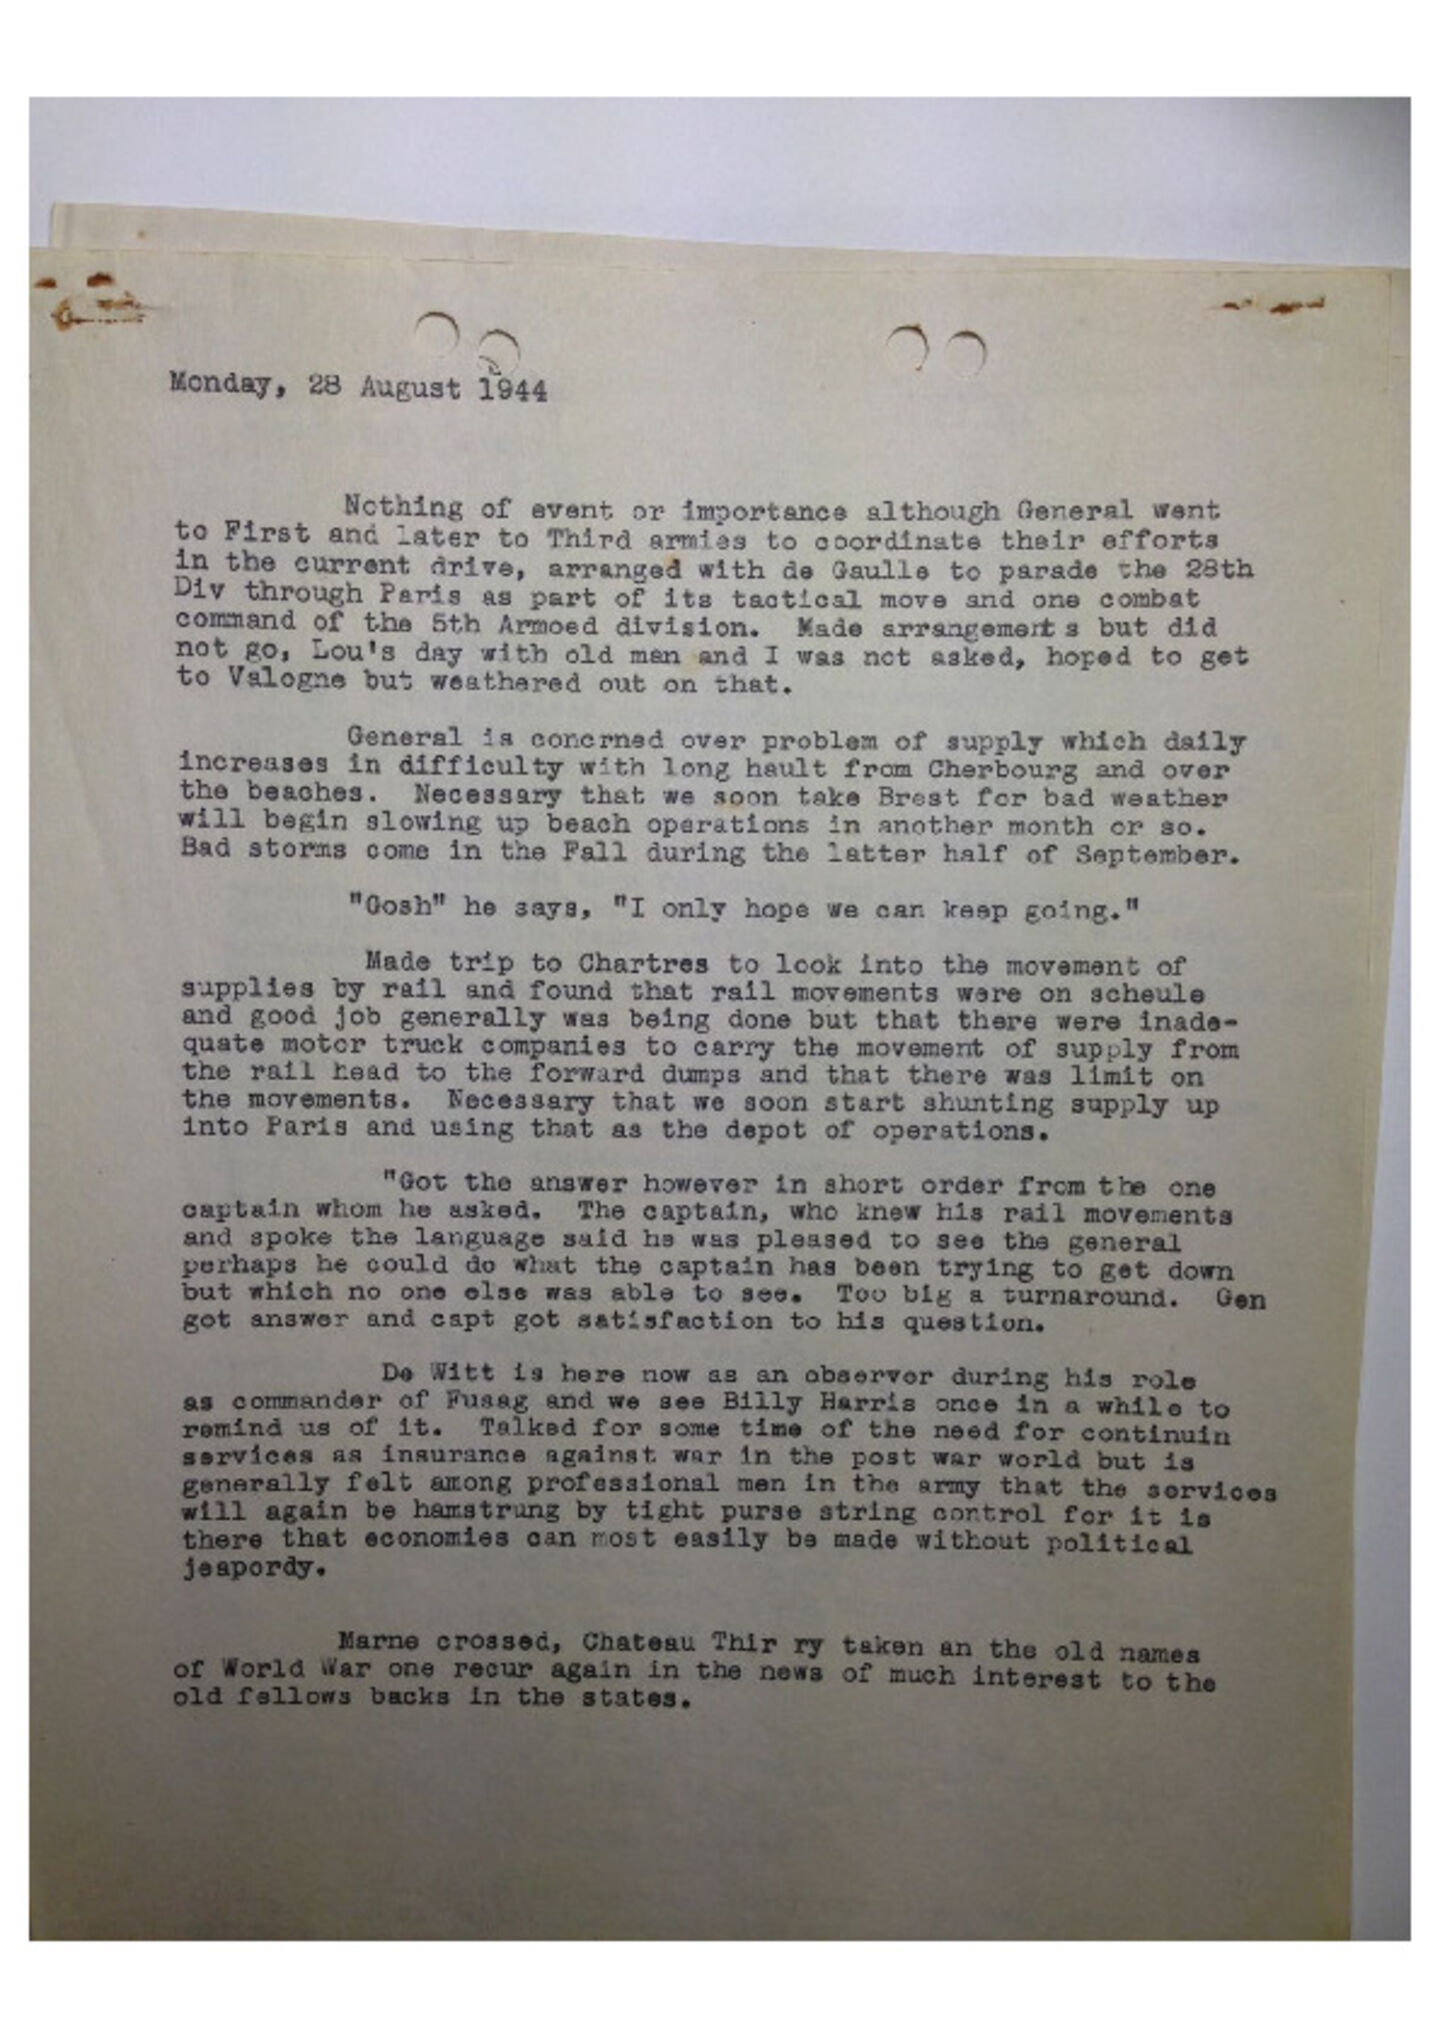 Monday, 28 August 1944
Nothing of event or importance although General went
to First and later to Third armies to coordinate their efforts
in the current drive, arranged with de Gaulle to parade the 28th
Div through Paris as part of its tactical move and one combat
command of the 5th Armoed division. Made arrangement s but did
not go, Lou's day with old man and I was not asked, hoped to get
to Valogne but weathered out on that.
General is concrned over problem of supply which daily
increases in difficulty with long hault from Cherbourg and over
the beaches. Necessary that we soon take Brest for bad weather
will begin slowing up beach operations in another month or so.
Bad storms come in the Fall during the latter half of September.
"Gosh" he says, "I only hope we can keep going."
Made trip to Chartres to look into the movement of
supplies by rail and found that rail movements were on scheule
and good job generally was being done but that there were inade-
quate motor truck companies to carry the movement of supply from
the rail head to the forward dumps and that there was limit on
the movements. Necessary that we soon start shunting supply up
into Paris and using that as the depot of operations.
"Got the answer however in short order from the one
captain whom he asked. The captain, who knew his rail movements
and spoke the language said he was pleased to see the general
perhaps he could do what the captain has been trying to get down
but which no one else was able to see. Too big a turnaround. Gen
got answer and capt got satisfaction to his question.
De Witt is here now as an observer during his role
as commander of Fusag and we see Billy Harris once in a while to
remind us of it. Talked for some time of the need for continuin
services as insurance against war in the post war world but is
generally felt among professional men in the army that the services
will again be hamstrung by tight purse string control for it is
there that economies can most easily be made without political
jeapordy.
Marne crossed, Chateau Thir ry taken an the old names
of World War one recur again in the news of much interest to the
old fellows backs in the states.